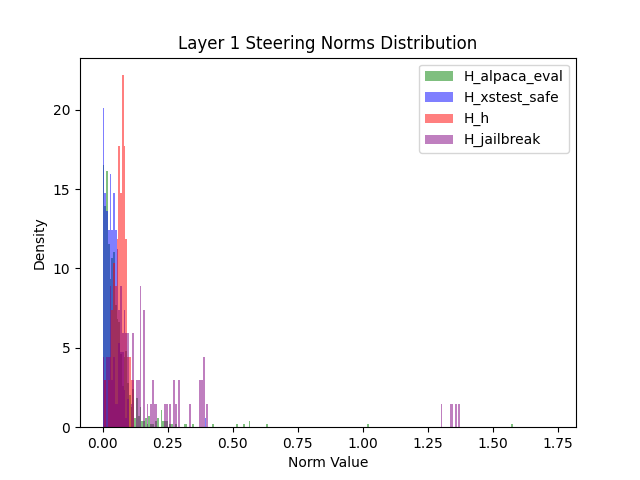 Layer 1 Steering Norms Distribution
H_alpaca_eval
H_xstest_safe
H_h
H_jailbreak
Density
20
15
10
5
0
0.00 0.25 0.50 0.75 1.00 1.25 1.50 1.75
Norm Value